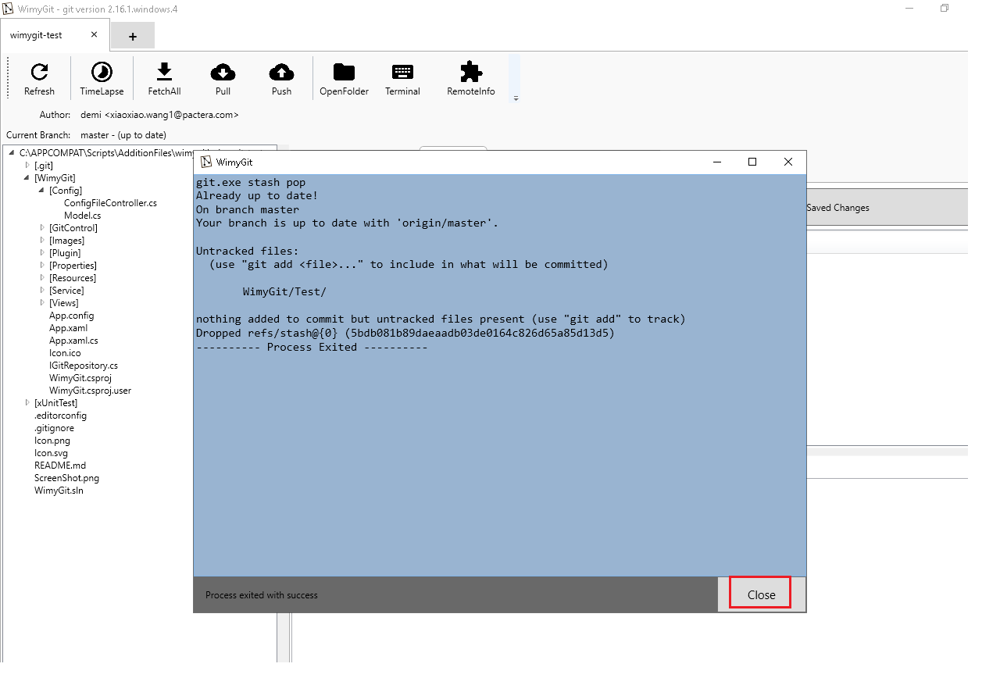 WimyGit - git version 2.16.1.windows.4
wimygit-test
+
Refresh
TimeLapse
FetchAll
Pull
Push
OpenFolder
Terminal
RemoteInfo
Author: demi <xiaoxiao.wang1@pactera.com>
Current Branch: master - (up to date)
C:\APPCOMPAT\Scripts\AdditionFiles\wimy
[.git]
[WimyGit]
[Config]
ConfigFileController.cs
Model.cs
[GitControl]
[Images]
[Plugin]
[Properties]
[Resources]
[Service]
[Views]
App.config
App.xaml
App.xaml.cs
Icon.ico
IGitRepository.cs
WimyGit.csproj
WimyGit.csproj.user
[xUnitTest]
.editorconfig
.gitignore
Icon.png
Icon.svg
README.md
ScreenShot.png
WimyGit.sln
WimyGit
git.exe stash pop
Already up to date!
On branch master
Your branch is up to date with 'origin/master'.
Untracked files:
(use "git add <file>..." to include in what will be committed)
WimyGit/Test/
nothing added to commit but untracked files present (use "git add" to track)
Dropped refs/stash@{0} (5bdb081b89daeaadb03de0164c826d65a85d13d5)
---------- Process Exited ----------
Process exited with success
Close
Saved Changes